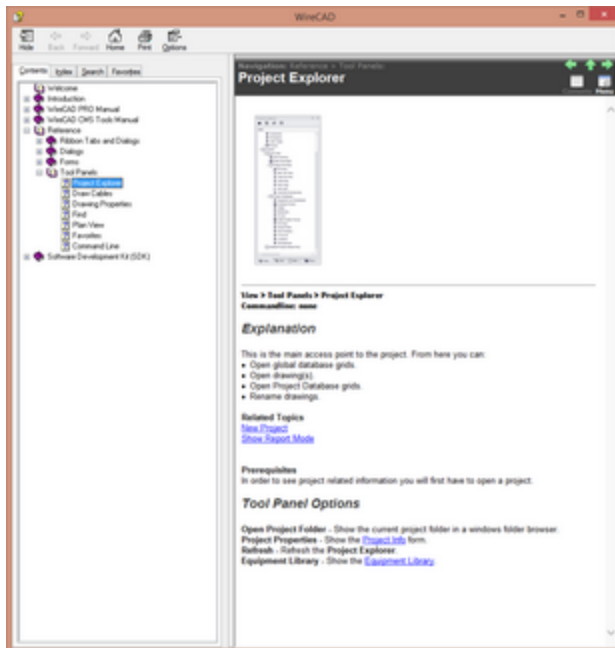 WireCAD
Hide Back Forward Home Print Options
Contents Index Search Favorites
Welcome
Introduction
WireCAD PRO Manual
WireCAD CMS Tools Manual
Reference
Ribbon Tabs and Dialogs
Dialogs
Forms
Tool Panels
Project Explorer
Draw Cables
Drawing Properties
Find
Plan View
Favorites
Command Line
Software Development Kit (SDK)
Navigation: Reference > Tool Panels:
Project Explorer
Contents Menu
View > Tool Panels > Project Explorer
Commandline: none
Explanation
This is the main access point to the project. From here you can:
• Open global database grids.
• Open drawing(s).
• Open Project Database grids.
• Rename drawings.
Related Topics
New Project
Show Report Mode
Prerequisites
In order to see project related information you will first have to open a project.
Tool Panel Options
Open Project Folder - Show the current project folder in a windows folder browser.
Project Properties - Show the Project Info form.
Refresh - Refresh the Project Explorer.
Equipment Library - Show the Equipment Library.